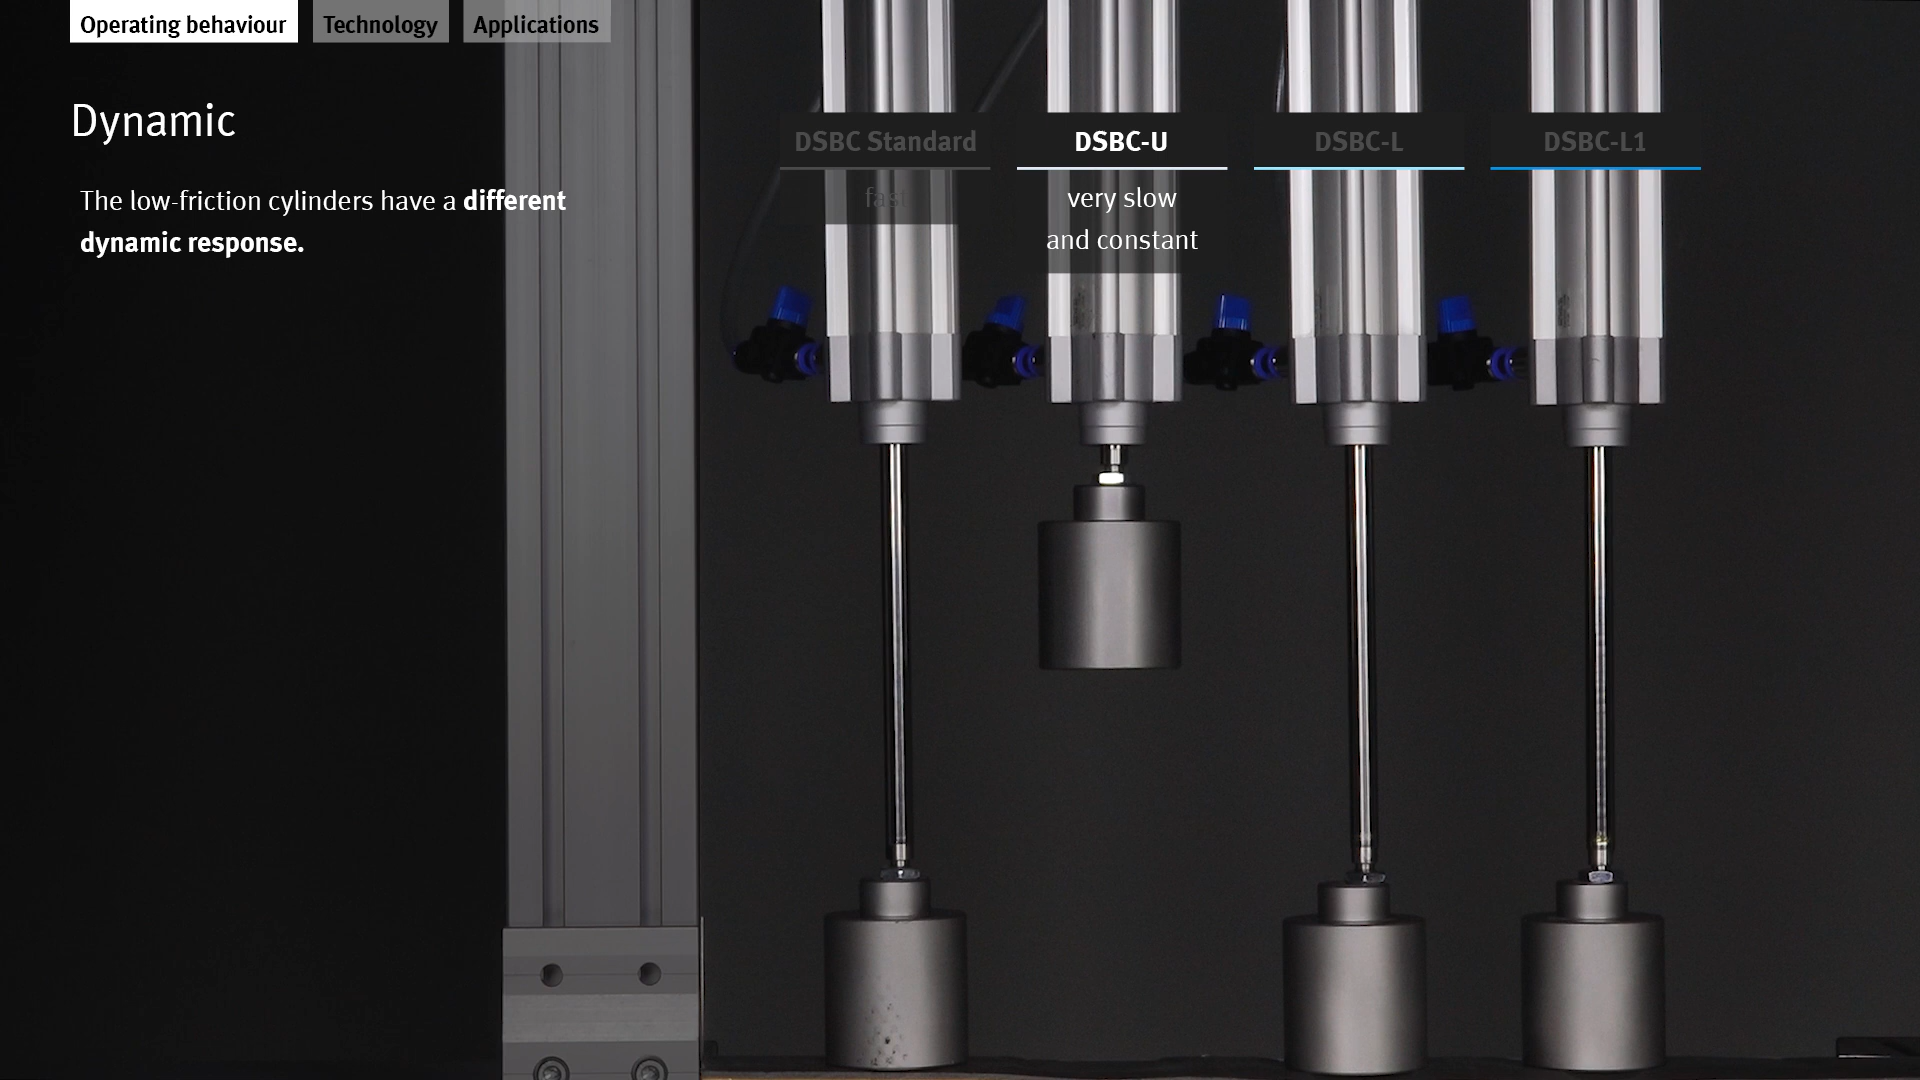 Operating behaviour
Technology
Applications
Dynamic
The low-friction cylinders have a different
dynamic response.
DSBC Standard
fast
DSBC-U
very slow
and constant
DSBC-L
DSBC-L1